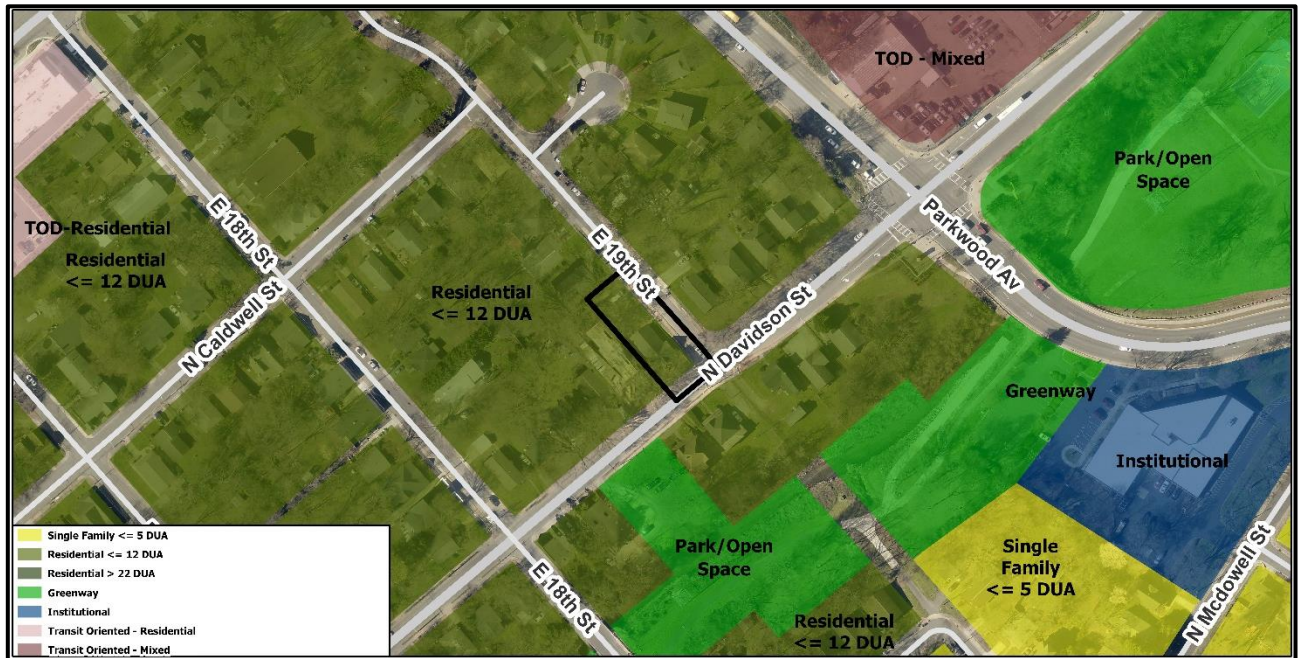 TOD - Mixed
Park/Open
Space
E 18th St
E 19th St
Parkwood Av
TOD-Residential
Residential
<= 12 DUA
N Caldwell St
Residential
<= 12 DUA
N Davidson St
Greenway
Institutional
Park/Open
Space
Single
Family
<= 5 DUA
E 18th St
Residential
<= 12 DUA
N Mcdowell St
Single Family <= 5 DUA
Residential <= 12 DUA
Residential > 22 DUA
Greenway
Institutional
Transit Oriented - Residential
Transit Oriented - Mixed